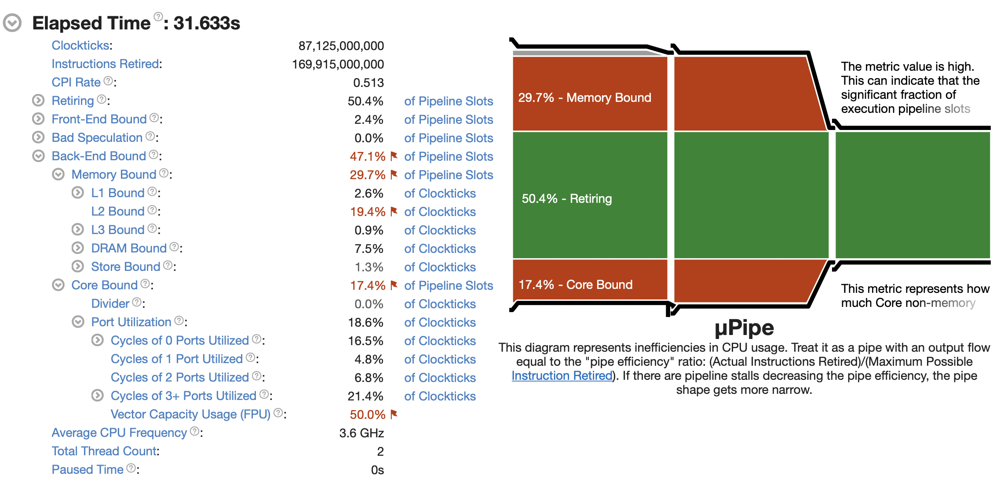 Elapsed Time ?: 31.633s
Clockticks: 87,125,000,000
Instructions Retired: 169,915,000,000
CPI Rate ?: 0.513
Retiring ?: 50.4% of Pipeline Slots
Front-End Bound ?: 2.4% of Pipeline Slots
Bad Speculation ?: 0.0% of Pipeline Slots
Back-End Bound ?: 47.1% of Pipeline Slots
Memory Bound ?: 29.7% of Pipeline Slots
L1 Bound ?: 2.6% of Clockticks
L2 Bound ?: 19.4% of Clockticks
L3 Bound ?: 0.9% of Clockticks
DRAM Bound ?: 7.5% of Clockticks
Store Bound ?: 1.3% of Clockticks
Core Bound ?: 17.4% of Pipeline Slots
Divider ?: 0.0% of Clockticks
Port Utilization ?: 18.6% of Clockticks
Cycles of 0 Ports Utilized ?: 16.5% of Clockticks
Cycles of 1 Port Utilized ?: 4.8% of Clockticks
Cycles of 2 Ports Utilized ?: 6.8% of Clockticks
Cycles of 3+ Ports Utilized ?: 21.4% of Clockticks
Vector Capacity Usage (FPU) ?: 50.0%
Average CPU Frequency ?: 3.6 GHz
Total Thread Count: 2
Paused Time ?: 0s
29.7% - Memory Bound
50.4% - Retiring
17.4% - Core Bound
The metric value is high.
This can indicate that the
significant fraction of
execution pipeline slots
This metric represents how
much Core non-memory
µPipe
This diagram represents inefficiencies in CPU usage. Treat it as a pipe with an output flow
equal to the "pipe efficiency" ratio: (Actual Instructions Retired)/(Maximum Possible
Instruction Retired). If there are pipeline stalls decreasing the pipe efficiency, the pipe
shape gets more narrow.